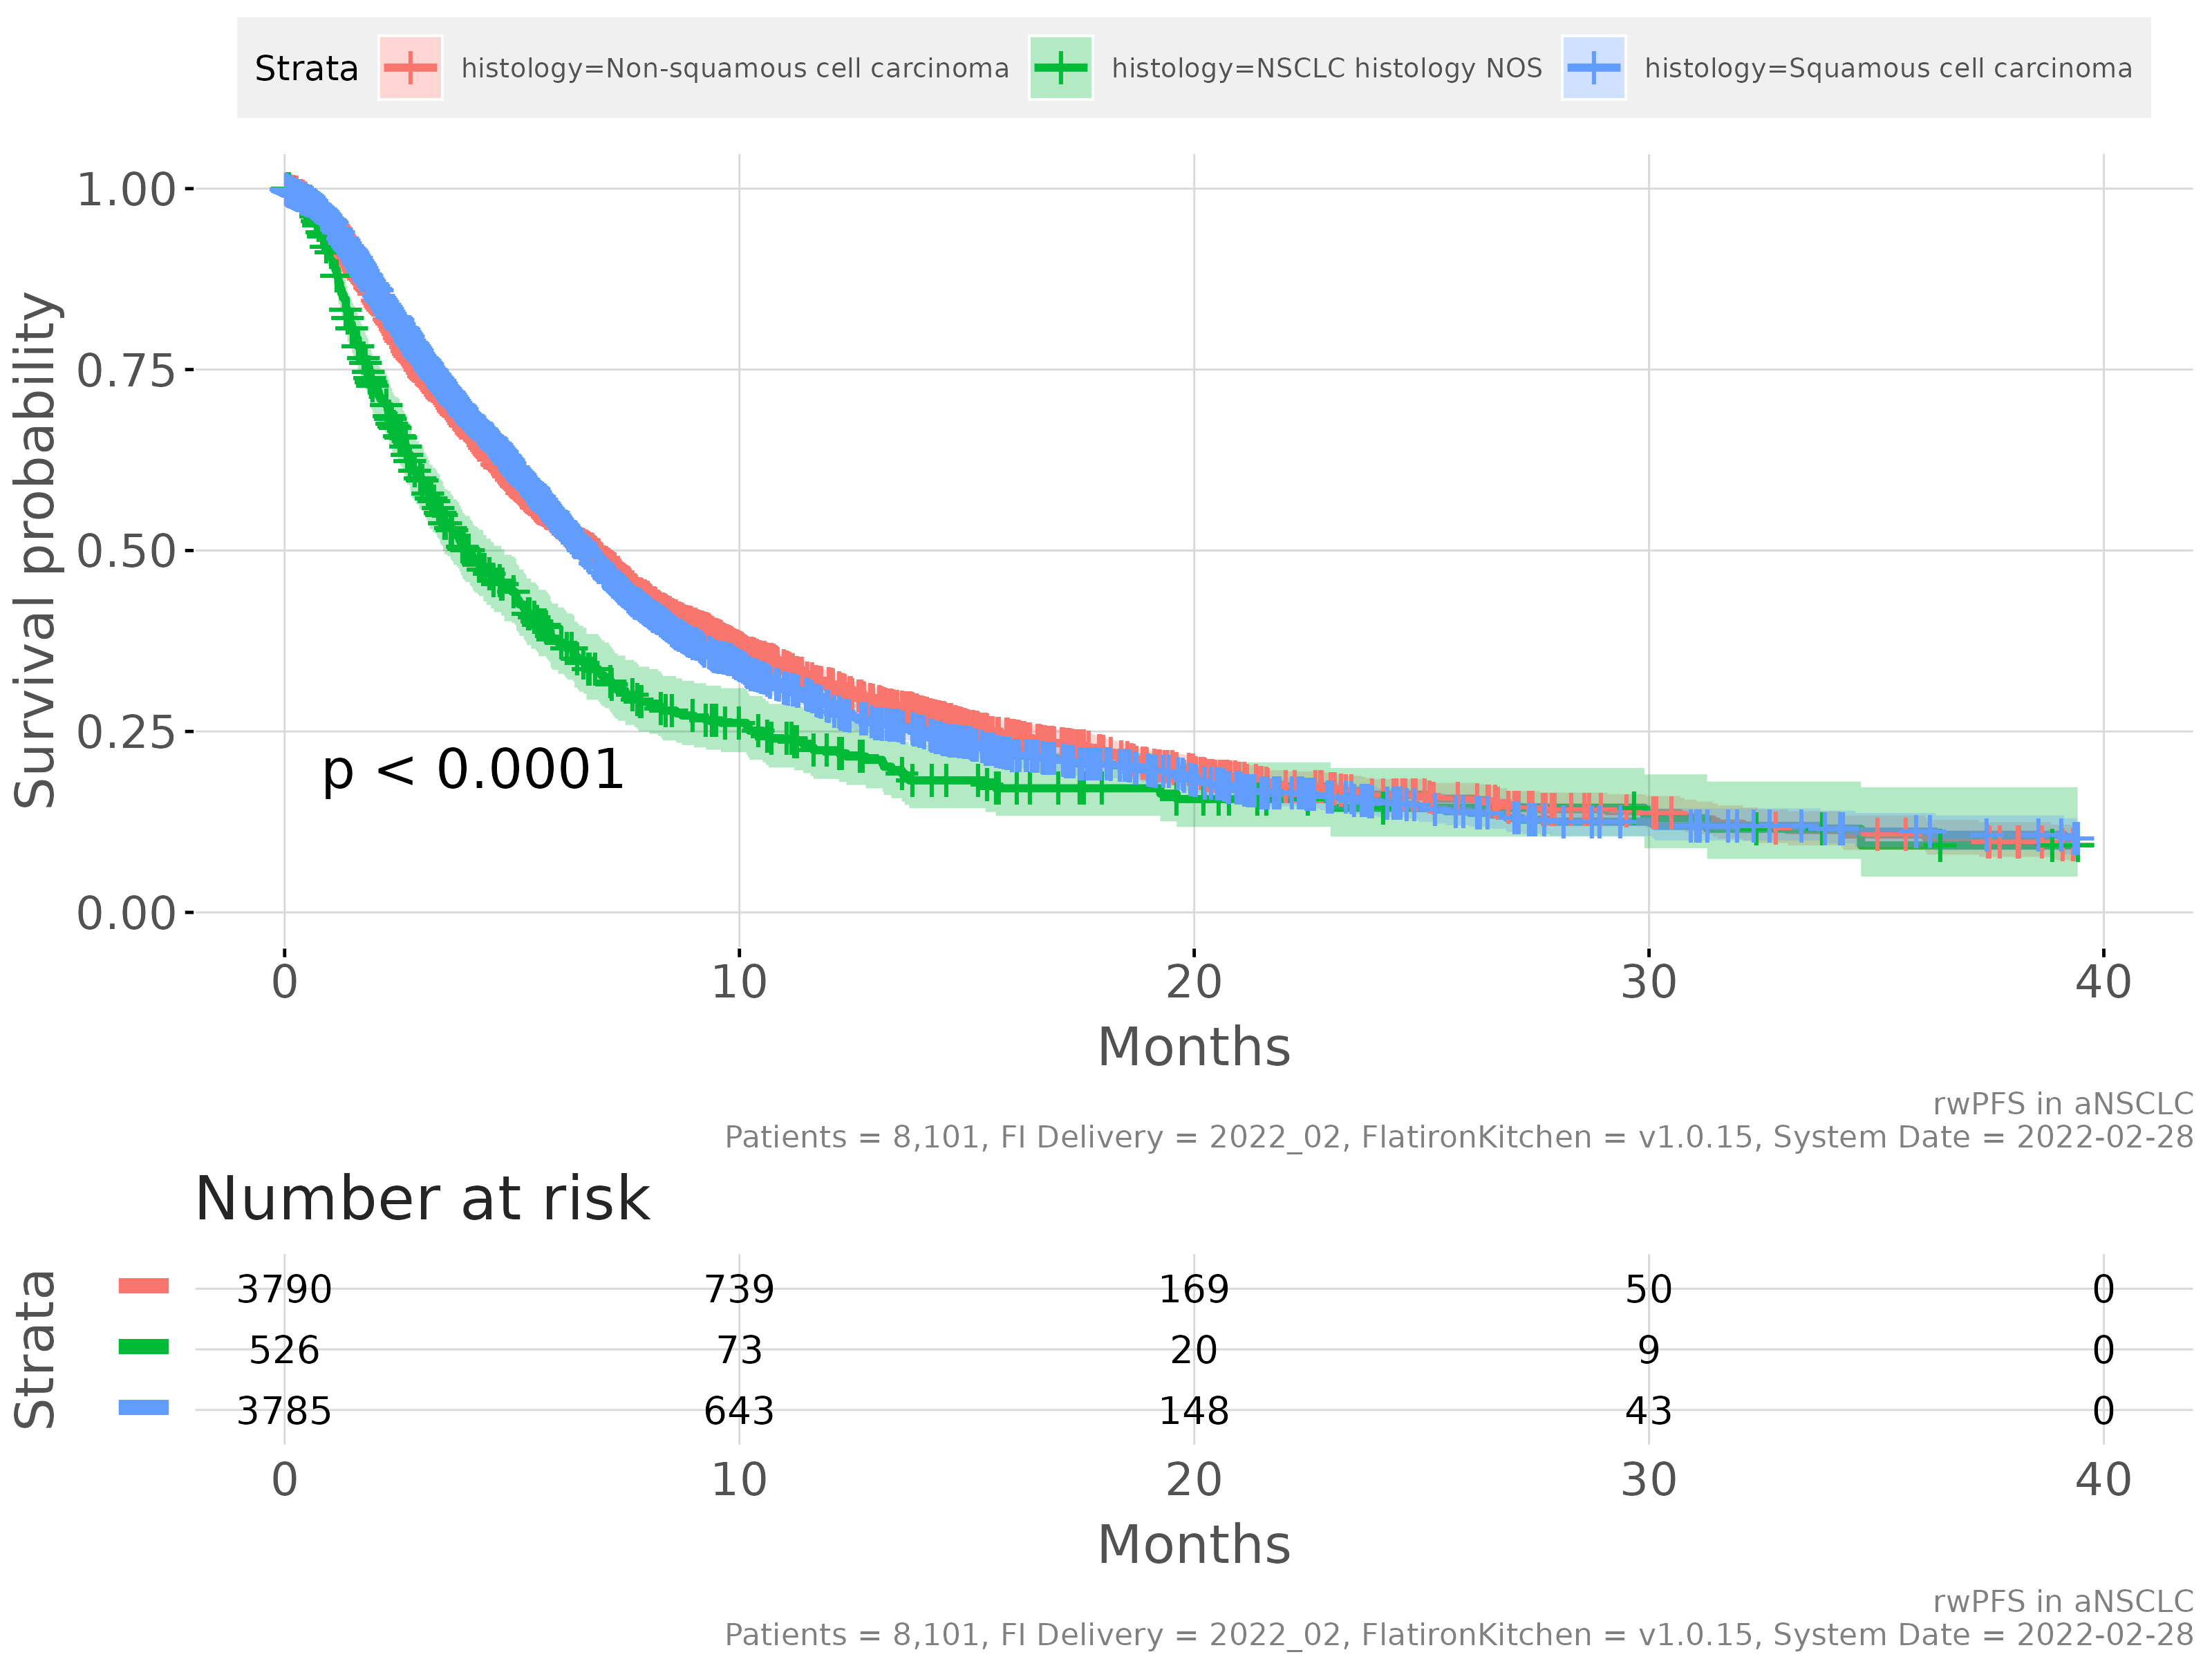 Strata histology=Non-squamous cell carcinoma histology=NSCLC histology NOS histology=Squamous cell carcinoma
Survival probability
1.00
0.75
0.50
0.25
0.00
p < 0.0001
0 10 20 30 40
Months
rwPFS in aNSCLC
Patients = 8,101, FI Delivery = 2022_02, FlatironKitchen = v1.0.15, System Date = 2022-02-28
Number at risk
Strata
3790 739 169 50 0
526 73 20 9 0
3785 643 148 43 0
0 10 20 30 40
Months
rwPFS in aNSCLC
Patients = 8,101, FI Delivery = 2022_02, FlatironKitchen = v1.0.15, System Date = 2022-02-28